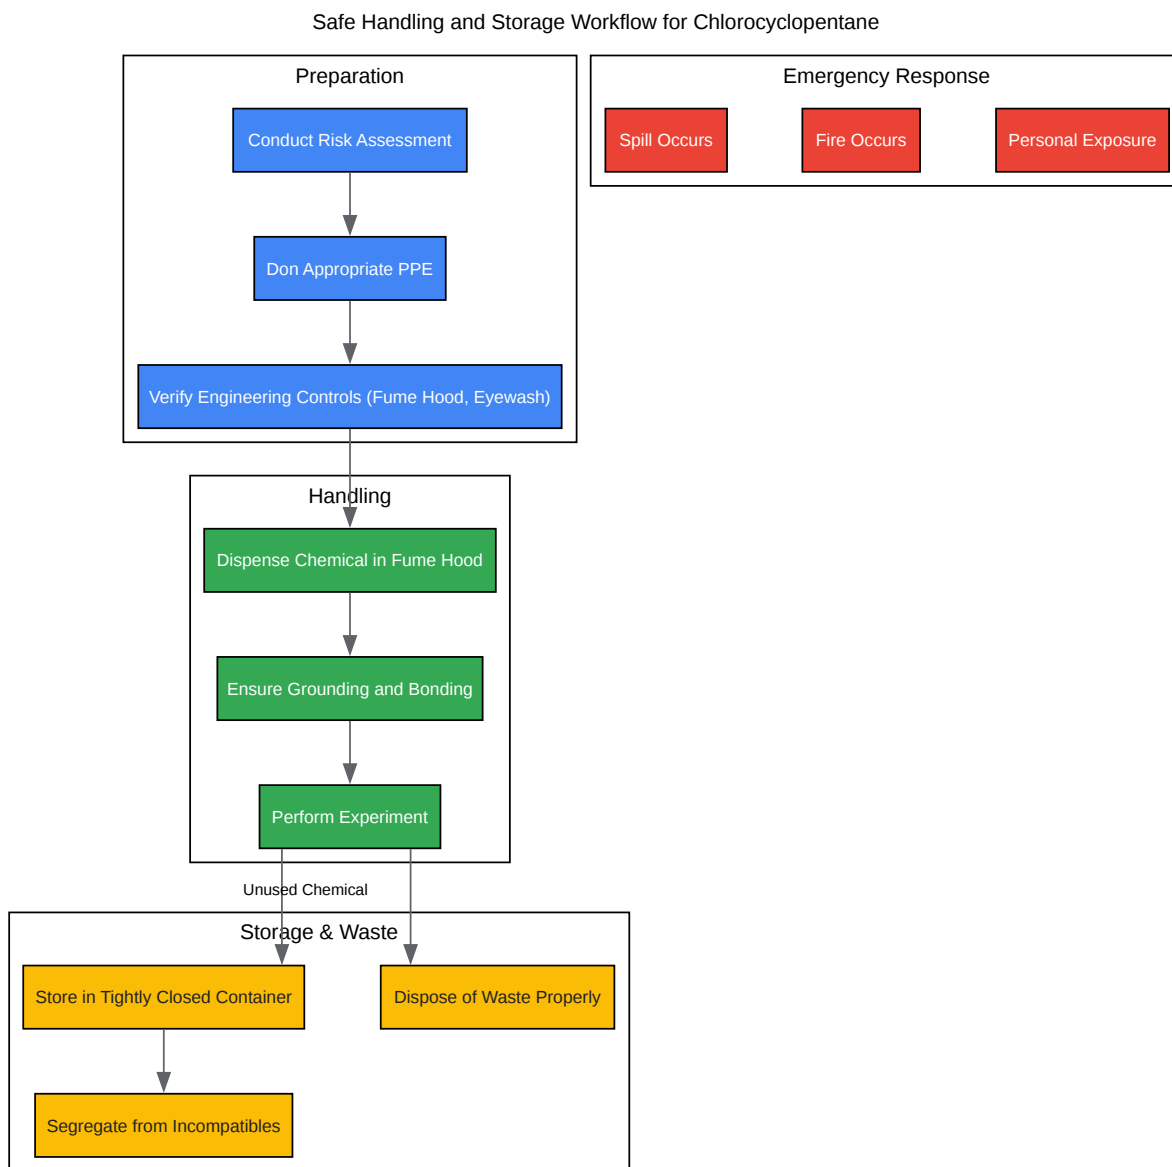 Safe Handling and Storage Workflow for Chlorocyclopentane
Preparation
Conduct Risk Assessment
Don Appropriate PPE
Verify Engineering Controls (Fume Hood, Eyewash)
Emergency Response
Spill Occurs
Fire Occurs
Personal Exposure
Handling
Dispense Chemical in Fume Hood
Ensure Grounding and Bonding
Perform Experiment
Unused Chemical
Storage & Waste
Store in Tightly Closed Container
Dispose of Waste Properly
Segregate from Incompatibles